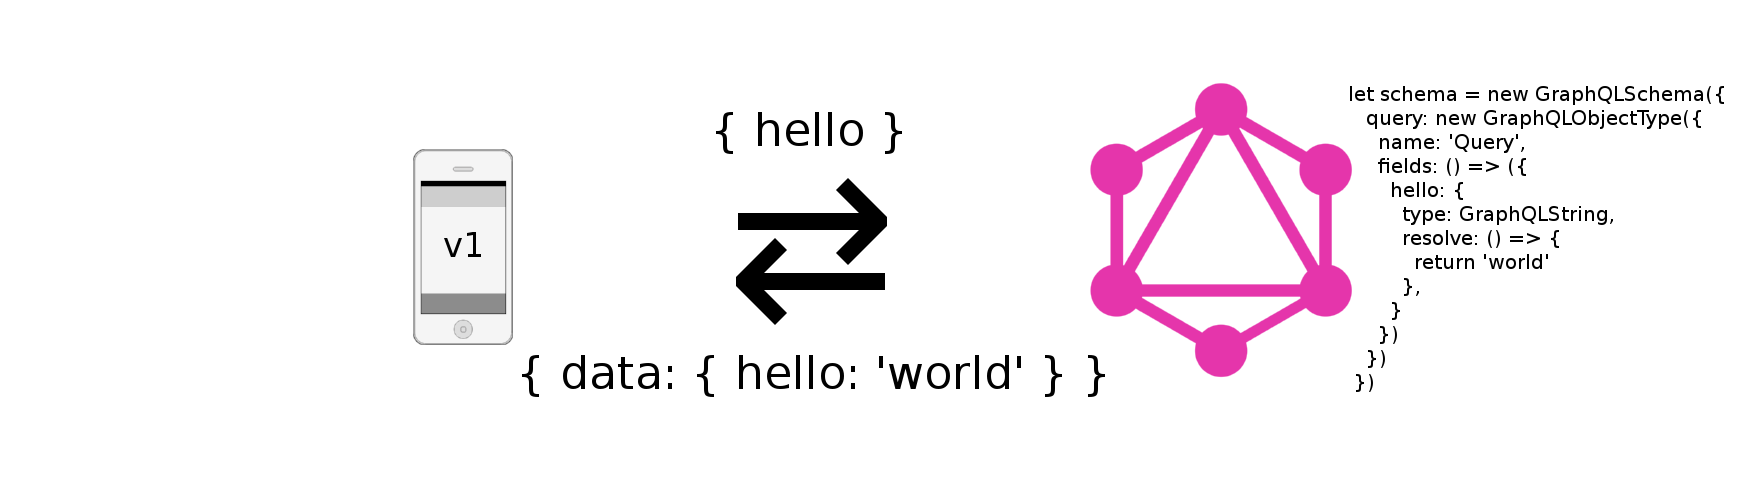 { hello }
v1
{ data: { hello: 'world' } }
let schema = new GraphQLSchema({
query: new GraphQLObjectType({
name: 'Query',
fields: () => ({
hello: {
type: GraphQLString,
resolve: () => {
return 'world'
},
}
})
})
})